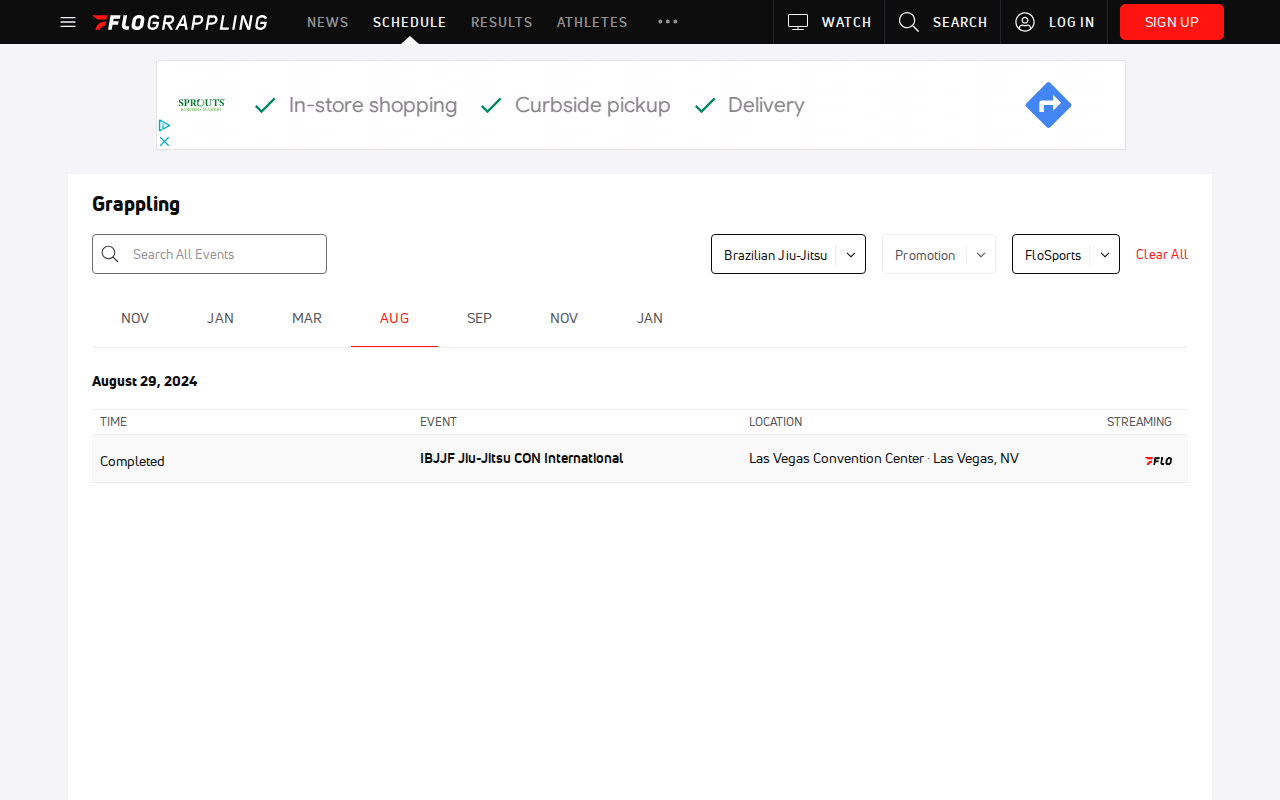 FLOGRAPPLING NEWS SCHEDULE RESULTS ATHLETES ••• WATCH SEARCH LOG IN SIGN UP
SPROUTS
FARMERS MARKET
In-store shopping Curbside pickup Delivery
Grappling
Search All Events Brazilian Jiu-Jitsu Promotion FloSports Clear All
NOV JAN MAR AUG SEP NOV JAN
August 29, 2024
TIME EVENT LOCATION STREAMING
Completed IBJJF Jiu-Jitsu CON International Las Vegas Convention Center · Las Vegas, NV FLO